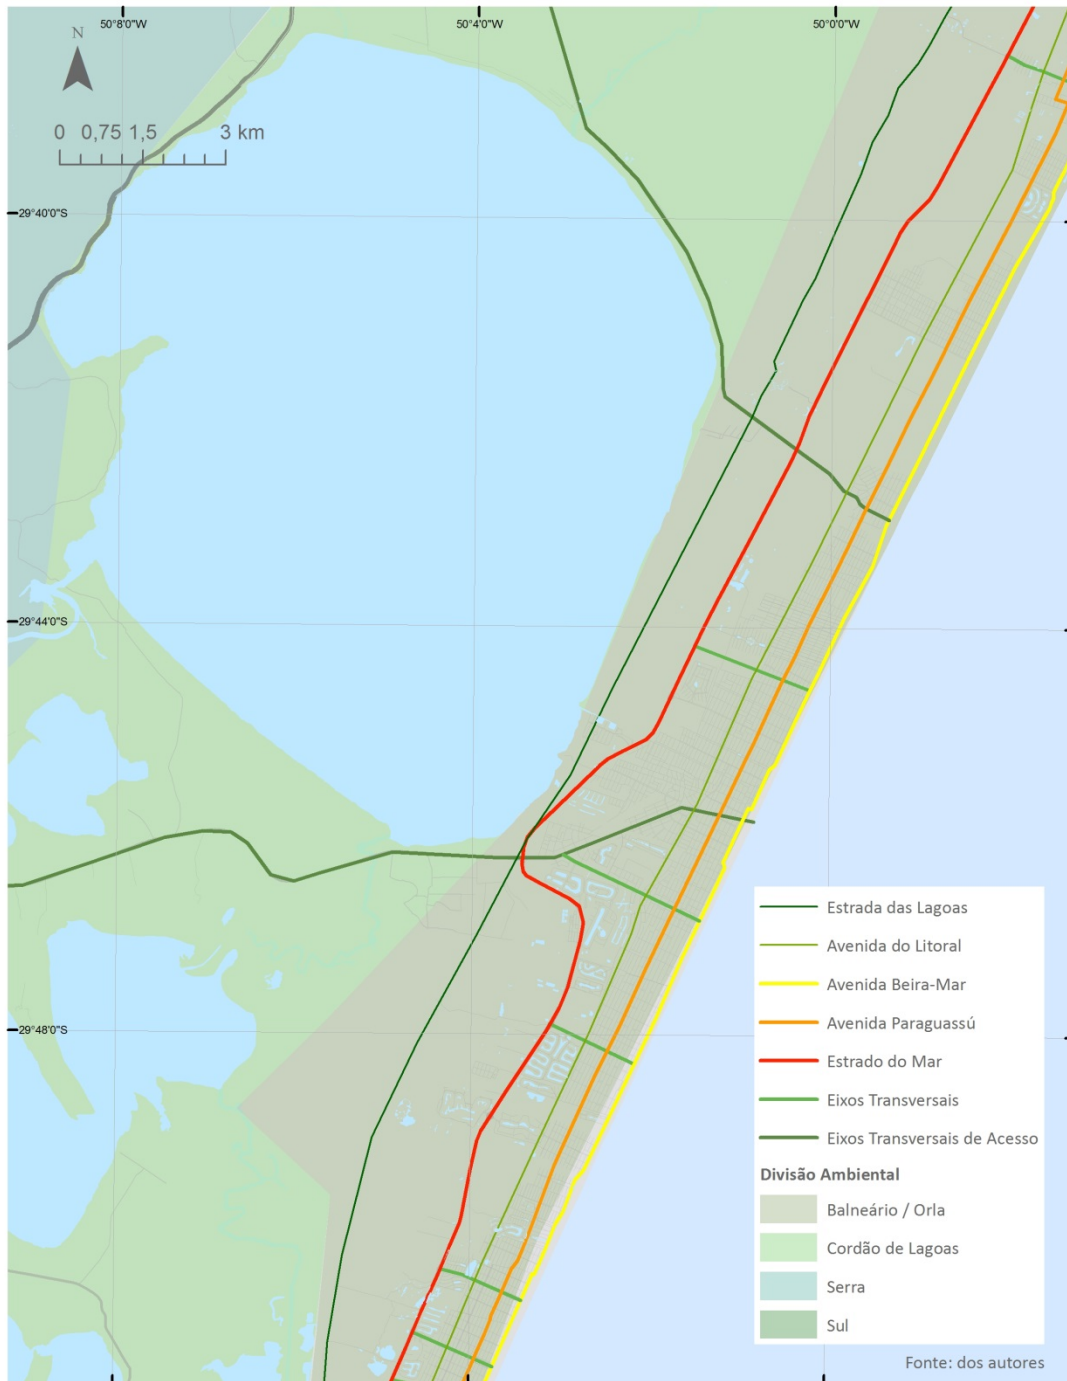 50°8'0"W
50°4'0"W
50°0'0"W
N
0 0,75 1,5 3 km
29°40'0"S
29°44'0"S
29°48'0"S
Estrada das Lagoas
Avenida do Litoral
Avenida Beira-Mar
Avenida Paraguassú
Estrado do Mar
Eixos Transversais
Eixos Transversais de Acesso
Divisão Ambiental
Balneário / Orla
Cordão de Lagoas
Serra
Sul
Fonte: dos autores